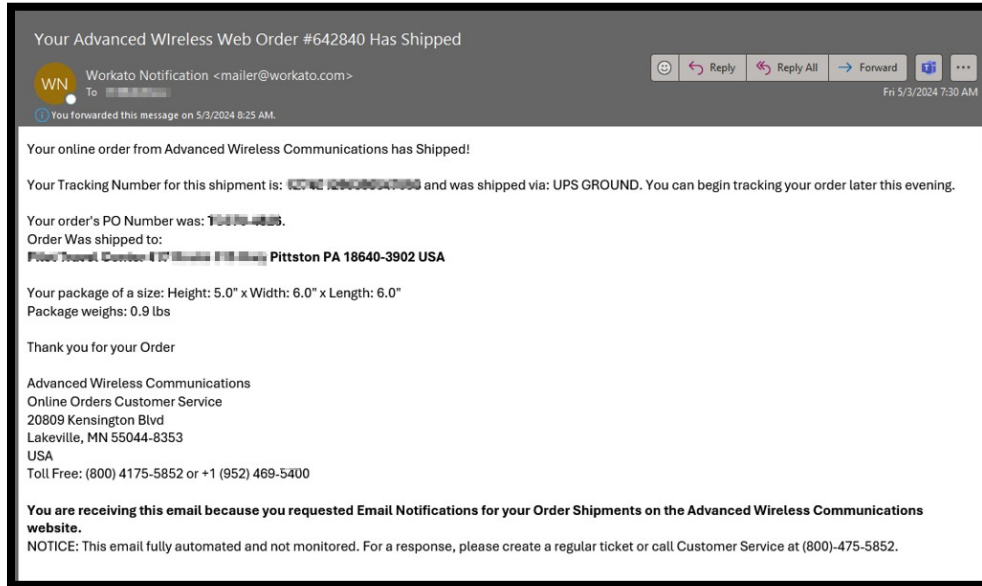 Your Advanced WIreless Web Order #642840 Has Shipped
WN
Workato Notification <mailer@workato.com>
To
Reply
Reply All
Forward
Fri 5/3/2024 7:30 AM
You forwarded this message on 5/3/2024 8:25 AM.
Your online order from Advanced Wireless Communications has Shipped!
Your Tracking Number for this shipment is: and was shipped via: UPS GROUND. You can begin tracking your order later this evening.
Your order's PO Number was:
Order Was shipped to:
Pittston PA 18640-3902 USA
Your package of a size: Height: 5.0" x Width: 6.0" x Length: 6.0"
Package weighs: 0.9 lbs
Thank you for your Order
Advanced Wireless Communications
Online Orders Customer Service
20809 Kensington Blvd
Lakeville, MN 55044-8353
USA
Toll Free: (800) 4175-5852 or +1 (952) 469-5400
You are receiving this email because you requested Email Notifications for your Order Shipments on the Advanced Wireless Communications
website.
NOTICE: This email fully automated and not monitored. For a response, please create a regular ticket or call Customer Service at (800)-475-5852.